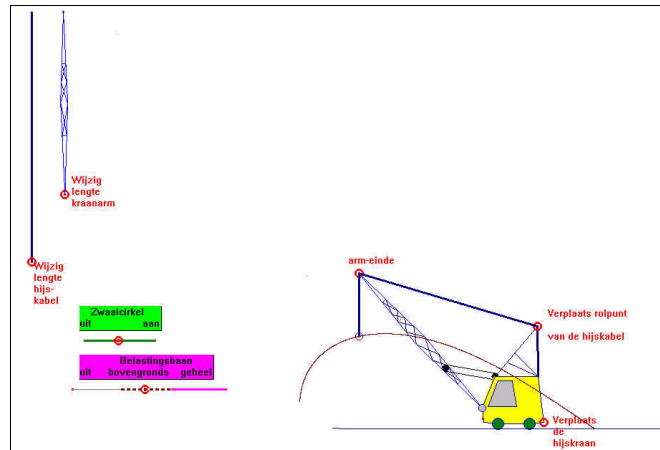 Wijzig
lengte
kraanarm
Wijzig
lengte
hijs-
kabel
Zwaaicirkel
uit aan
Belastingsbaan
uit bovengronds geheel
arm-einde
Verplaats rolpunt
van de hijskabel
Verplaats
de
hijskraan